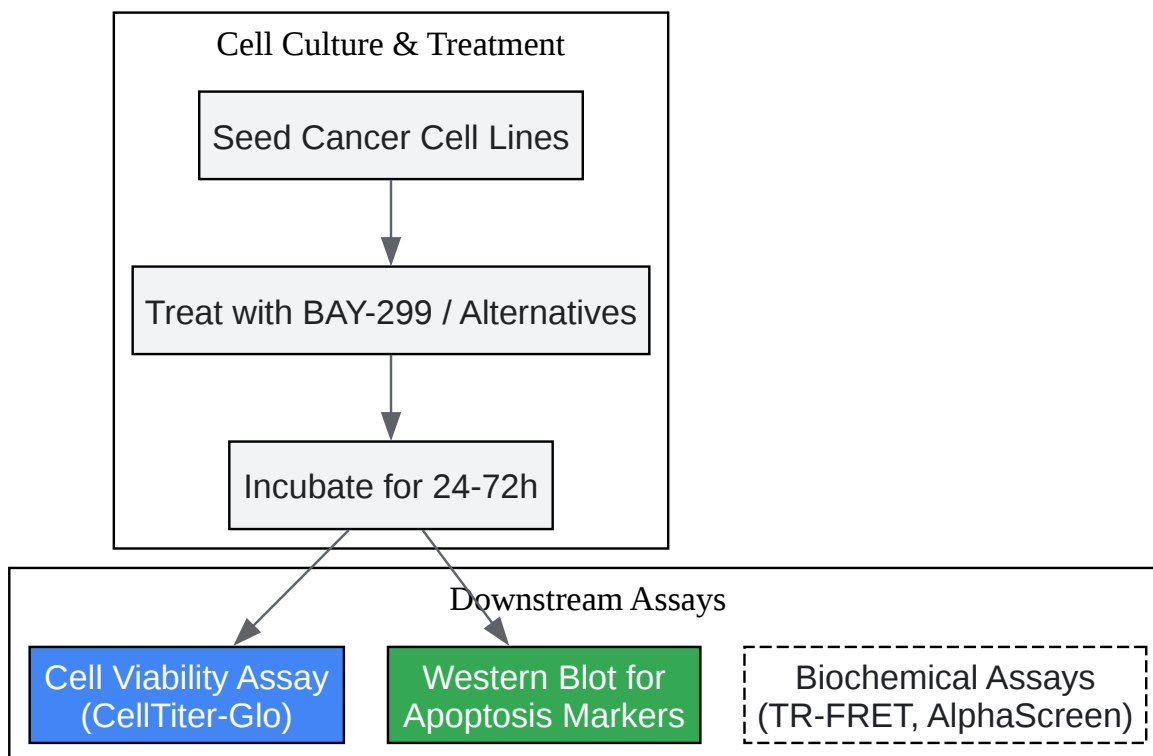 Cell Culture & Treatment
Seed Cancer Cell Lines
Treat with BAY-299 / Alternatives
Incubate for 24-72h
Downstream Assays
Cell Viability Assay
(CellTiter-Glo)
Western Blot for
Apoptosis Markers
Biochemical Assays
(TR-FRET, AlphaScreen)